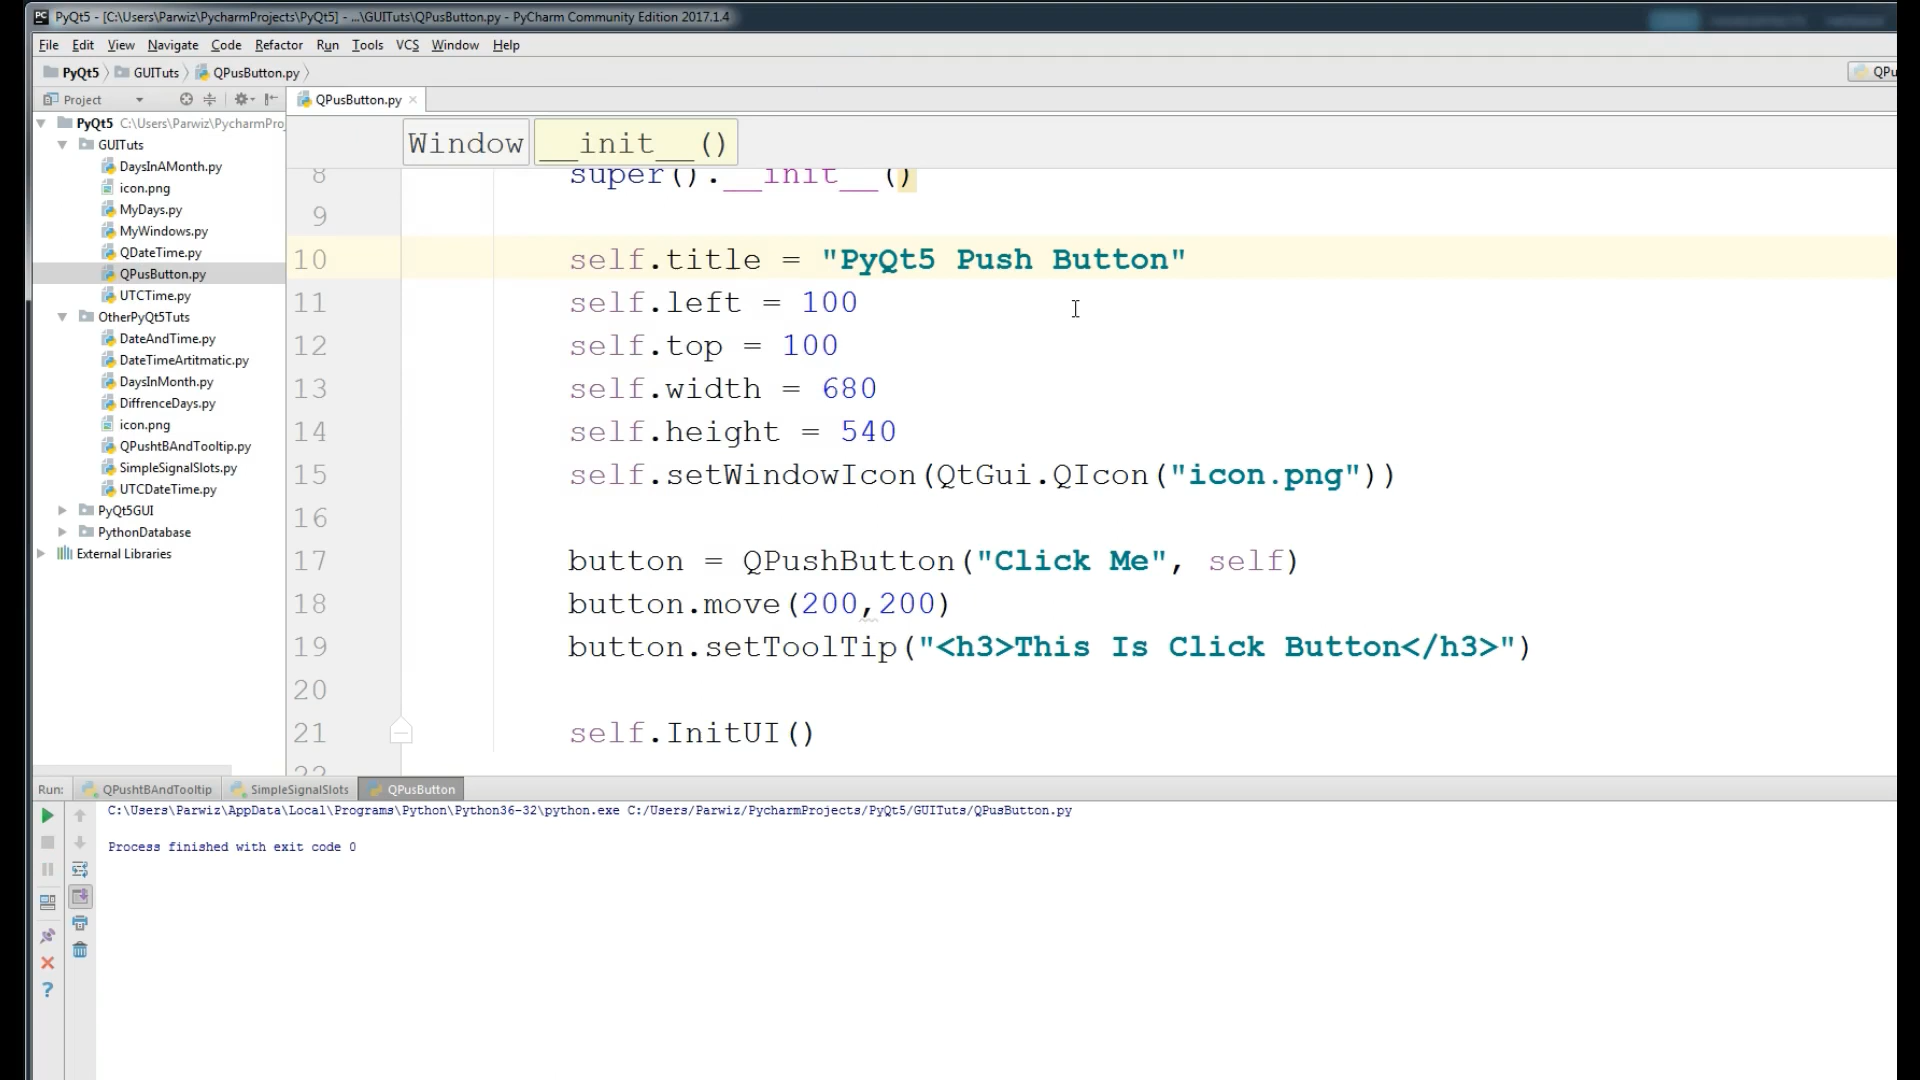 PyQt5 - [C:\Users\Parwiz\PycharmProjects\PyQt5] - ...\GUITuts\QPusButton.py - PyCharm Community Edition 2017.1.4
File Edit View Navigate Code Refactor Run Tools VCS Window Help
PyQt5 GUITuts QPusButton.py
QPu
Project
QPusButton.py
PyQt5 C:\Users\Parwiz\PycharmPro
GUITuts
DaysInAMonth.py
icon.png
MyDays.py
MyWindows.py
QDateTime.py
QPusButton.py
UTCTime.py
OtherPyQt5Tuts
DateAndTime.py
DateTimeArtitmatic.py
DaysInMonth.py
DiffrenceDays.py
icon.png
QPushtBAndTooltip.py
SimpleSignalSlots.py
UTCDateTime.py
PyQt5GUI
PythonDatabase
External Libraries
Window __init__()
8 super().__init__()
9
10 self.title = "PyQt5 Push Button"
11 self.left = 100
12 self.top = 100
13 self.width = 680
14 self.height = 540
15 self.setWindowIcon(QtGui.QIcon("icon.png"))
16
17 button = QPushButton("Click Me", self)
18 button.move(200,200)
19 button.setToolTip("<h3>This Is Click Button</h3>")
20
21 self.InitUI()
22
Run: QPushtBAndTooltip SimpleSignalSlots QPusButton
C:\Users\Parwiz\AppData\Local\Programs\Python\Python36-32\python.exe C:/Users/Parwiz/PycharmProjects/PyQt5/GUITuts/QPusButton.py
Process finished with exit code 0